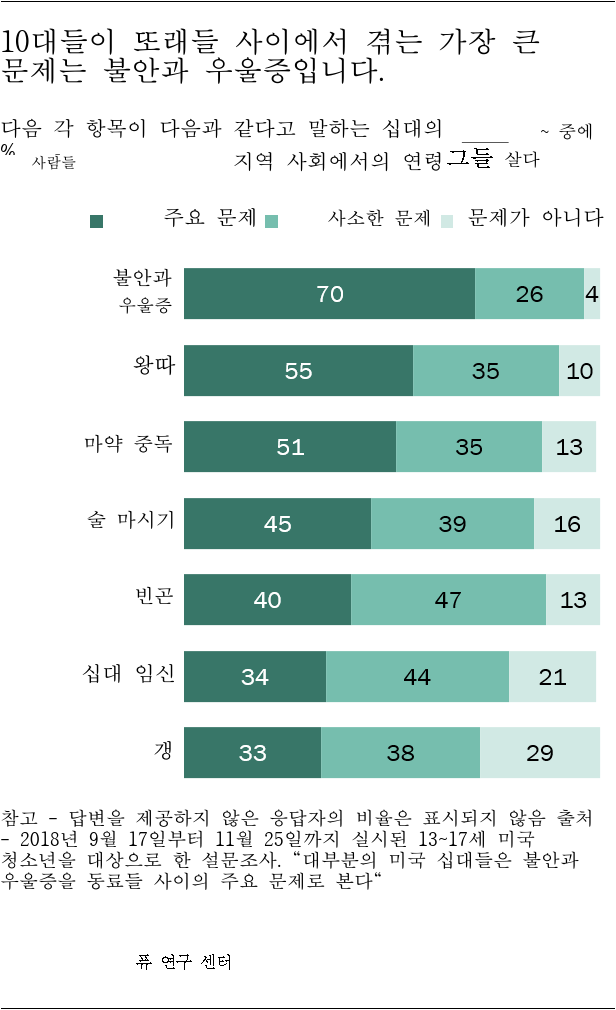 10대들이 또래들 사이에서 겪는 가장 큰
문제는 불안과 우울증입니다.
다음 각 항목이 다음과 같다고 말하는 십대의 ~ 중에
% 사람들 지역 사회에서의 연령 그들 살다
주요 문제 사소한 문제 문제가 아니다
불안과
우울증
70 26 4
왕따 55 35 10
마약 중독 51 35 13
술 마시기 45 39 16
빈곤 40 47 13
십대 임신 34 44 21
갱 33 38 29
참고 - 답변을 제공하지 않은 응답자의 비율은 표시되지 않음 출처
- 2018년 9월 17일부터 11월 25일까지 실시된 13~17세 미국
청소년을 대상으로 한 설문조사. “대부분의 미국 십대들은 불안과
우울증을 동료들 사이의 주요 문제로 본다“
퓨 연구 센터